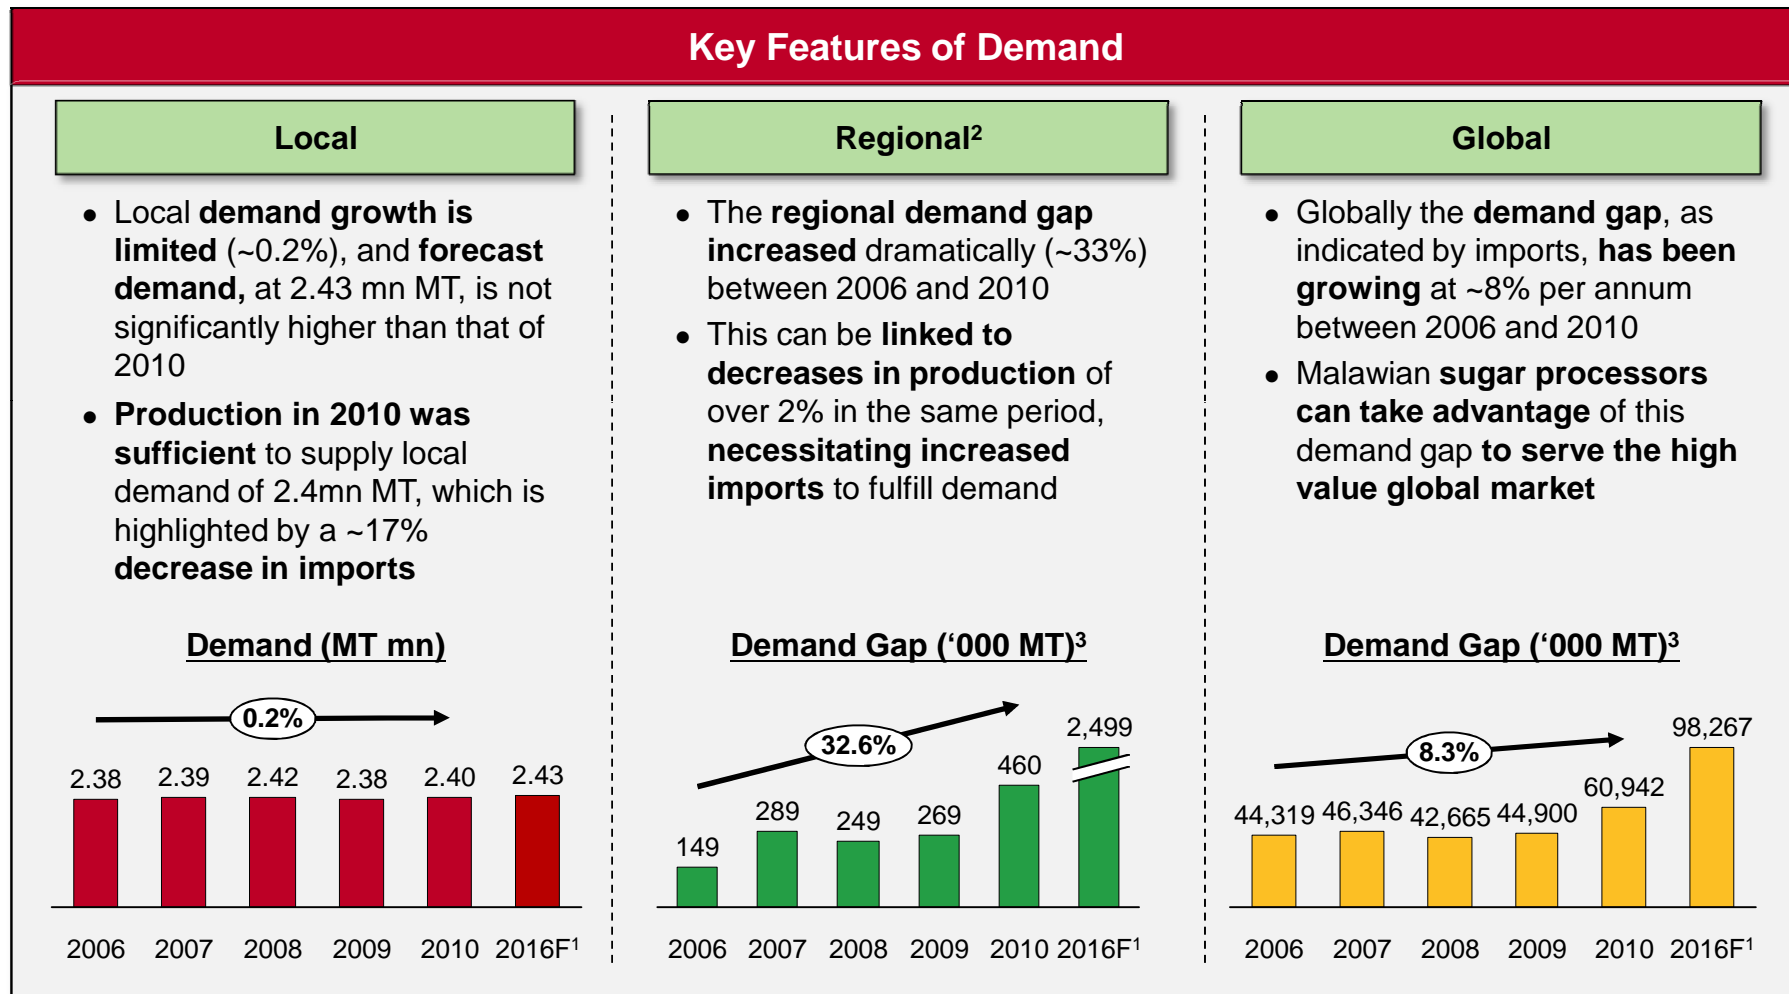 Key Features of Demand
Local
● Local demand growth is
limited (~0.2%), and forecast
demand, at 2.43 mn MT, is not
significantly higher than that of
2010
● Production in 2010 was
sufficient to supply local
demand of 2.4mn MT, which is
highlighted by a ~17%
decrease in imports
Demand (MT mn)
0.2%
2.38 2.39 2.42 2.38 2.40 2.43
2006 2007 2008 2009 2010 2016F¹
Regional²
● The regional demand gap
increased dramatically (~33%)
between 2006 and 2010
● This can be linked to
decreases in production of
over 2% in the same period,
necessitating increased
imports to fulfill demand
Demand Gap (‘000 MT)³
32.6%
149 289 249 269 460 2,499
2006 2007 2008 2009 2010 2016F¹
Global
● Globally the demand gap, as
indicated by imports, has been
growing at ~8% per annum
between 2006 and 2010
● Malawian sugar processors
can take advantage of this
demand gap to serve the high
value global market
Demand Gap (‘000 MT)³
8.3%
44,319 46,346 42,665 44,900 60,942 98,267
2006 2007 2008 2009 2010 2016F¹